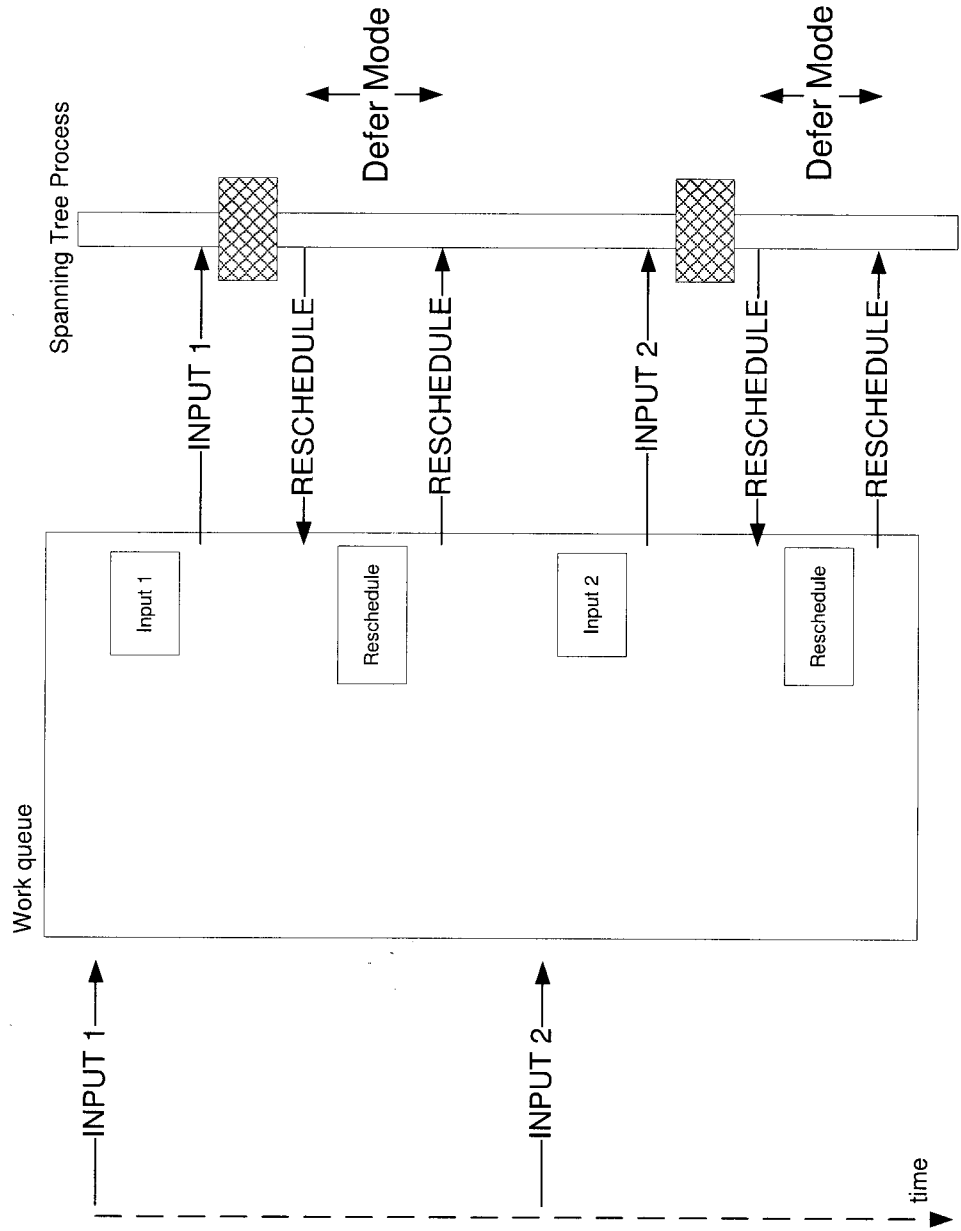 Work queue
Spanning Tree Process
INPUT 1
Input 1
INPUT 1
RESCHEDULE
Defer Mode
Reschedule
RESCHEDULE
INPUT 2
Input 2
INPUT 2
RESCHEDULE
Defer Mode
Reschedule
RESCHEDULE
time